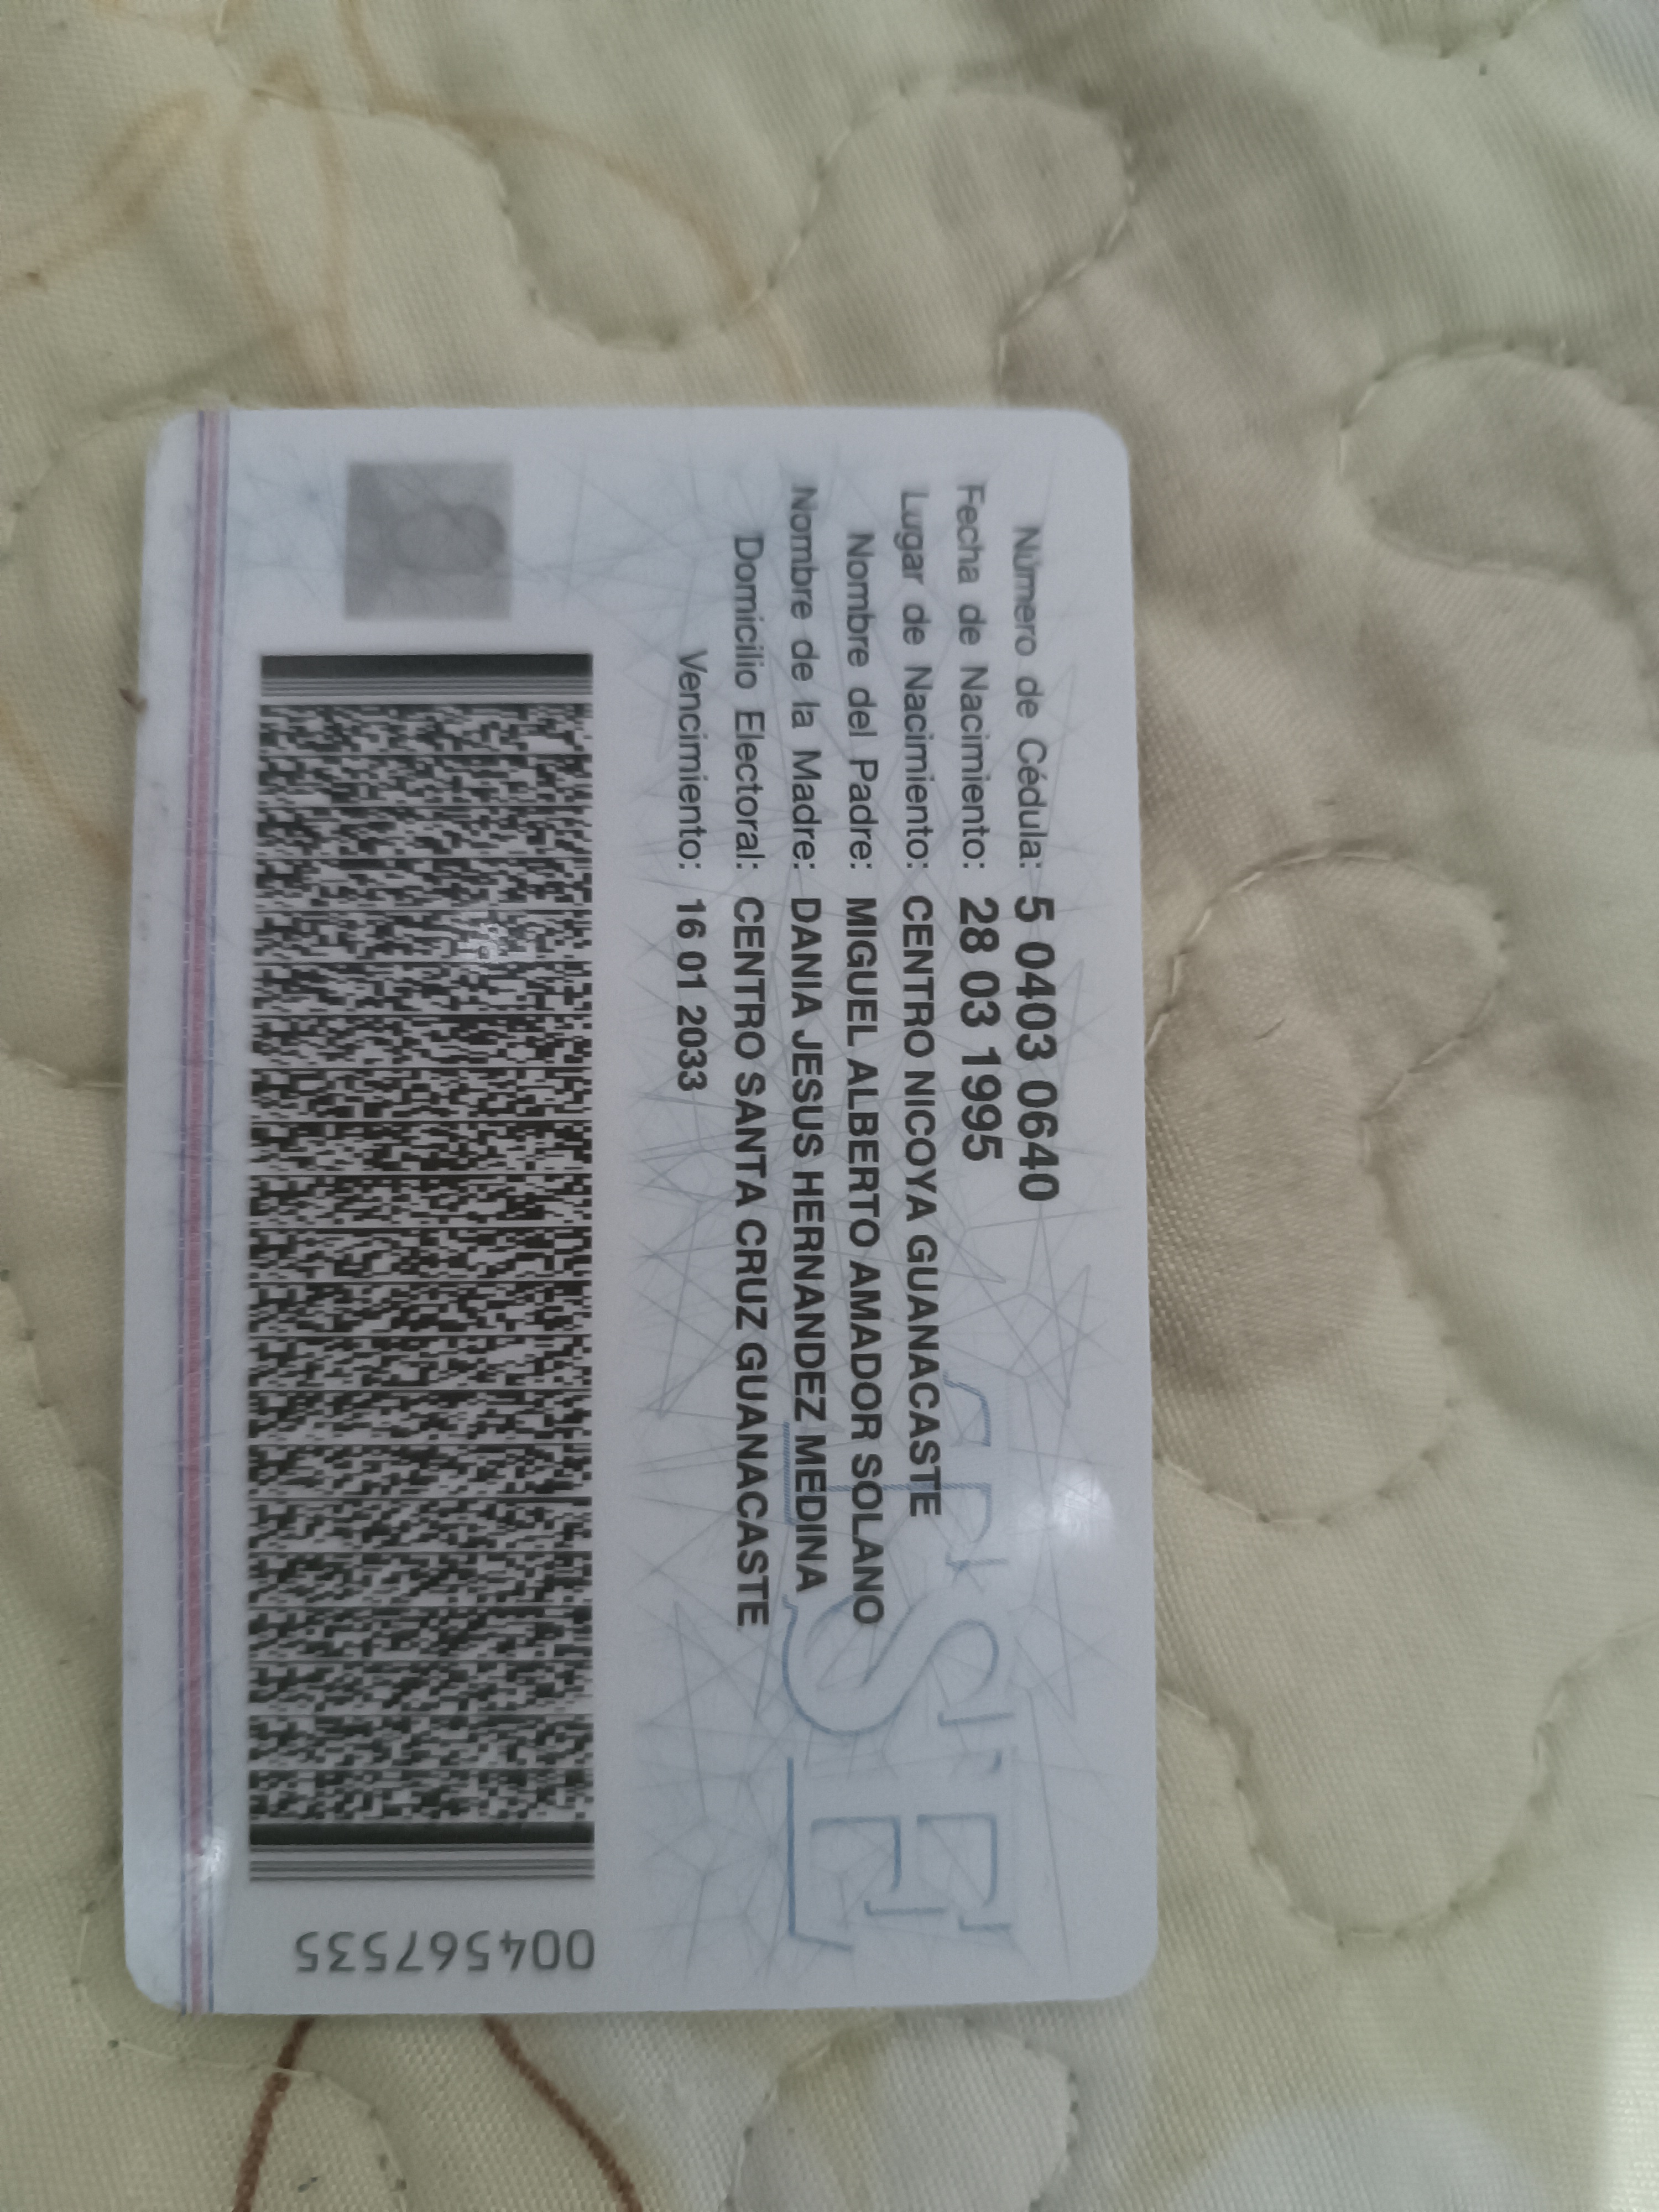 Número de Cédula: 5 0403 0640
Fecha de Nacimiento: 28 03 1995
Lugar de Nacimiento: CENTRO NICOYA GUANACASTE
Nombre del Padre: MIGUEL ALBERTO AMADOR SOLANO
Nombre de la Madre: DANIA JESUS HERNANDEZ MEDINA
Domicilio Electoral: CENTRO SANTA CRUZ GUANACASTE
Vencimiento: 16 01 2033
004567535
TSE